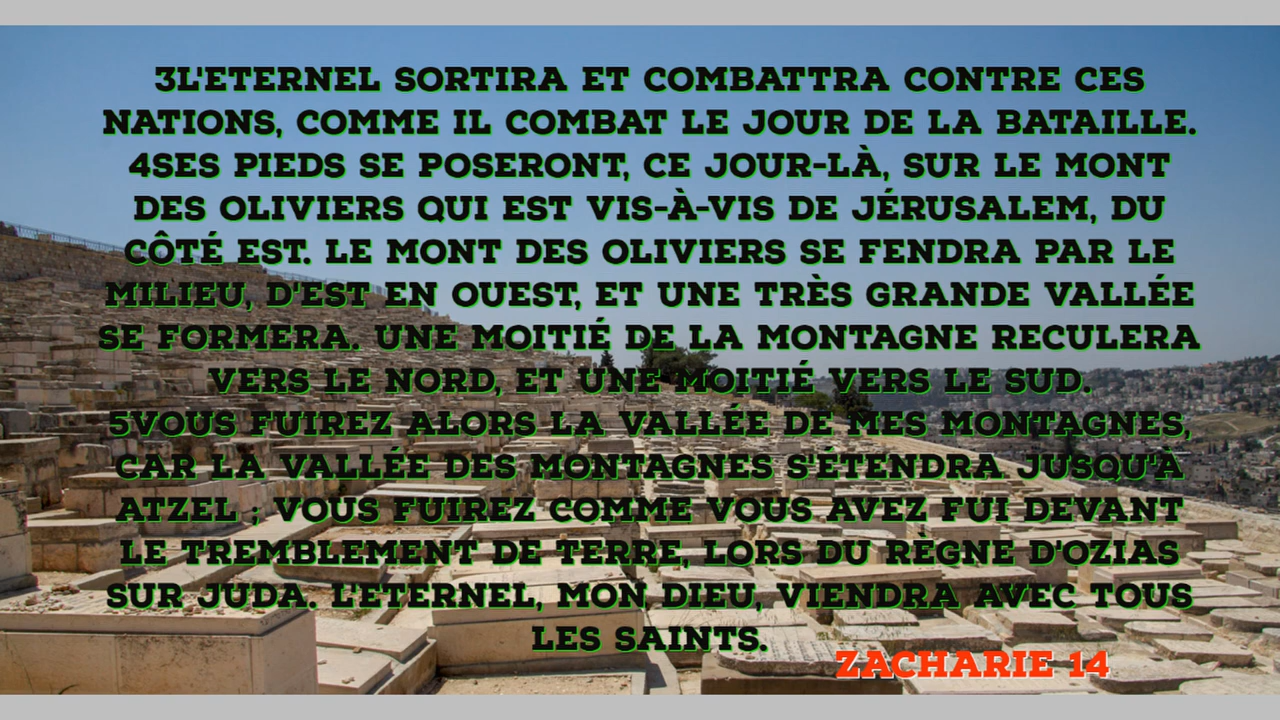 3L'ETERNEL SORTIRA ET COMBATTRA CONTRE CES
NATIONS, COMME IL COMBAT LE JOUR DE LA BATAILLE.
4SES PIEDS SE POSERONT, CE JOUR-LÀ, SUR LE MONT
DES OLIVIERS QUI EST VIS-À-VIS DE JÉRUSALEM, DU
CÔTÉ EST. LE MONT DES OLIVIERS SE FENDRA PAR LE
MILIEU, D'EST EN OUEST, ET UNE TRÈS GRANDE VALLÉE
SE FORMERA. UNE MOITIÉ DE LA MONTAGNE RECULERA
VERS LE NORD, ET UNE MOITIÉ VERS LE SUD.
5VOUS FUIREZ ALORS LA VALLÉE DE MES MONTAGNES,
CAR LA VALLÉE DES MONTAGNES S'ÉTENDRA JUSQU'À
ATZEL ; VOUS FUIREZ COMME VOUS AVEZ FUI DEVANT
LE TREMBLEMENT DE TERRE, LORS DU RÈGNE D'OZIAS
SUR JUDA. L'ETERNEL, MON DIEU, VIENDRA AVEC TOUS
LES SAINTS.
ZACHARIE 14